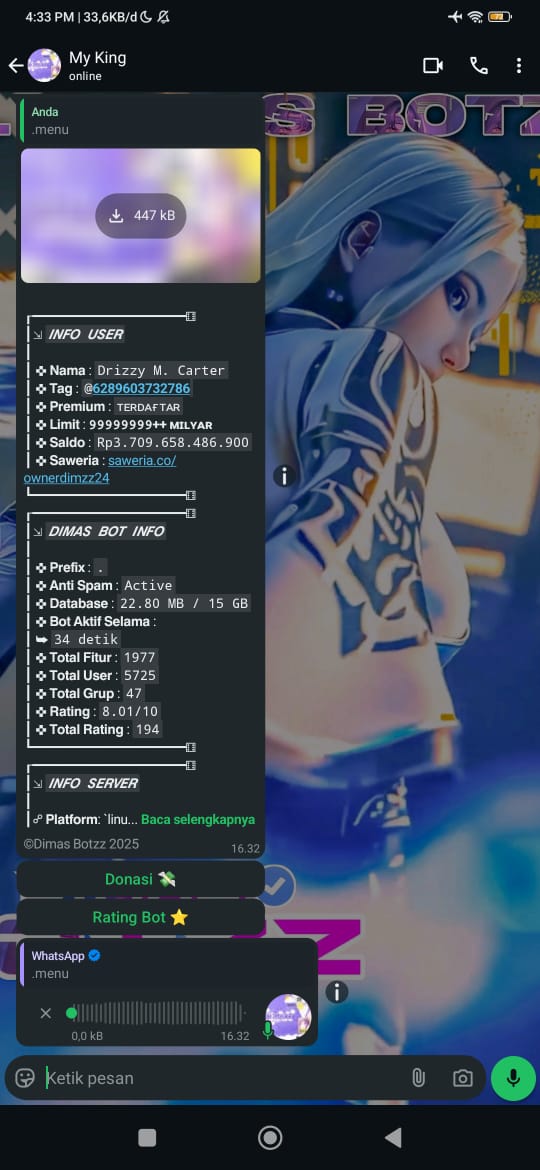 4:33 PM | 33,6KB/d
My King
online
S BOTZ
Anda
.menu
447 kB
INFO USER
Nama : Drizzy M. Carter
Tag : @6289603732786
Premium : ᴛᴇʀᴅᴀғᴛᴀʀ
Limit : 99999999++ ᴍɪʟʏᴀʀ
Saldo : Rp3.709.658.486.900
Saweria : saweria.co/
ownerdimzz24
DIMAS BOT INFO
Prefix : .
Anti Spam : Active
Database : 22.80 MB / 15 GB
Bot Aktif Selama :
34 detik
Total Fitur : 1977
Total User : 5725
Total Grup : 47
Rating : 8.01/10
Total Rating : 194
INFO SERVER
Platform: `linu... Baca selengkapnya
©Dimas Botzz 2025
16.32
Donasi 💸
Rating Bot ⭐
WhatsApp
.menu
0,0 kB
16.32
Ketik pesan